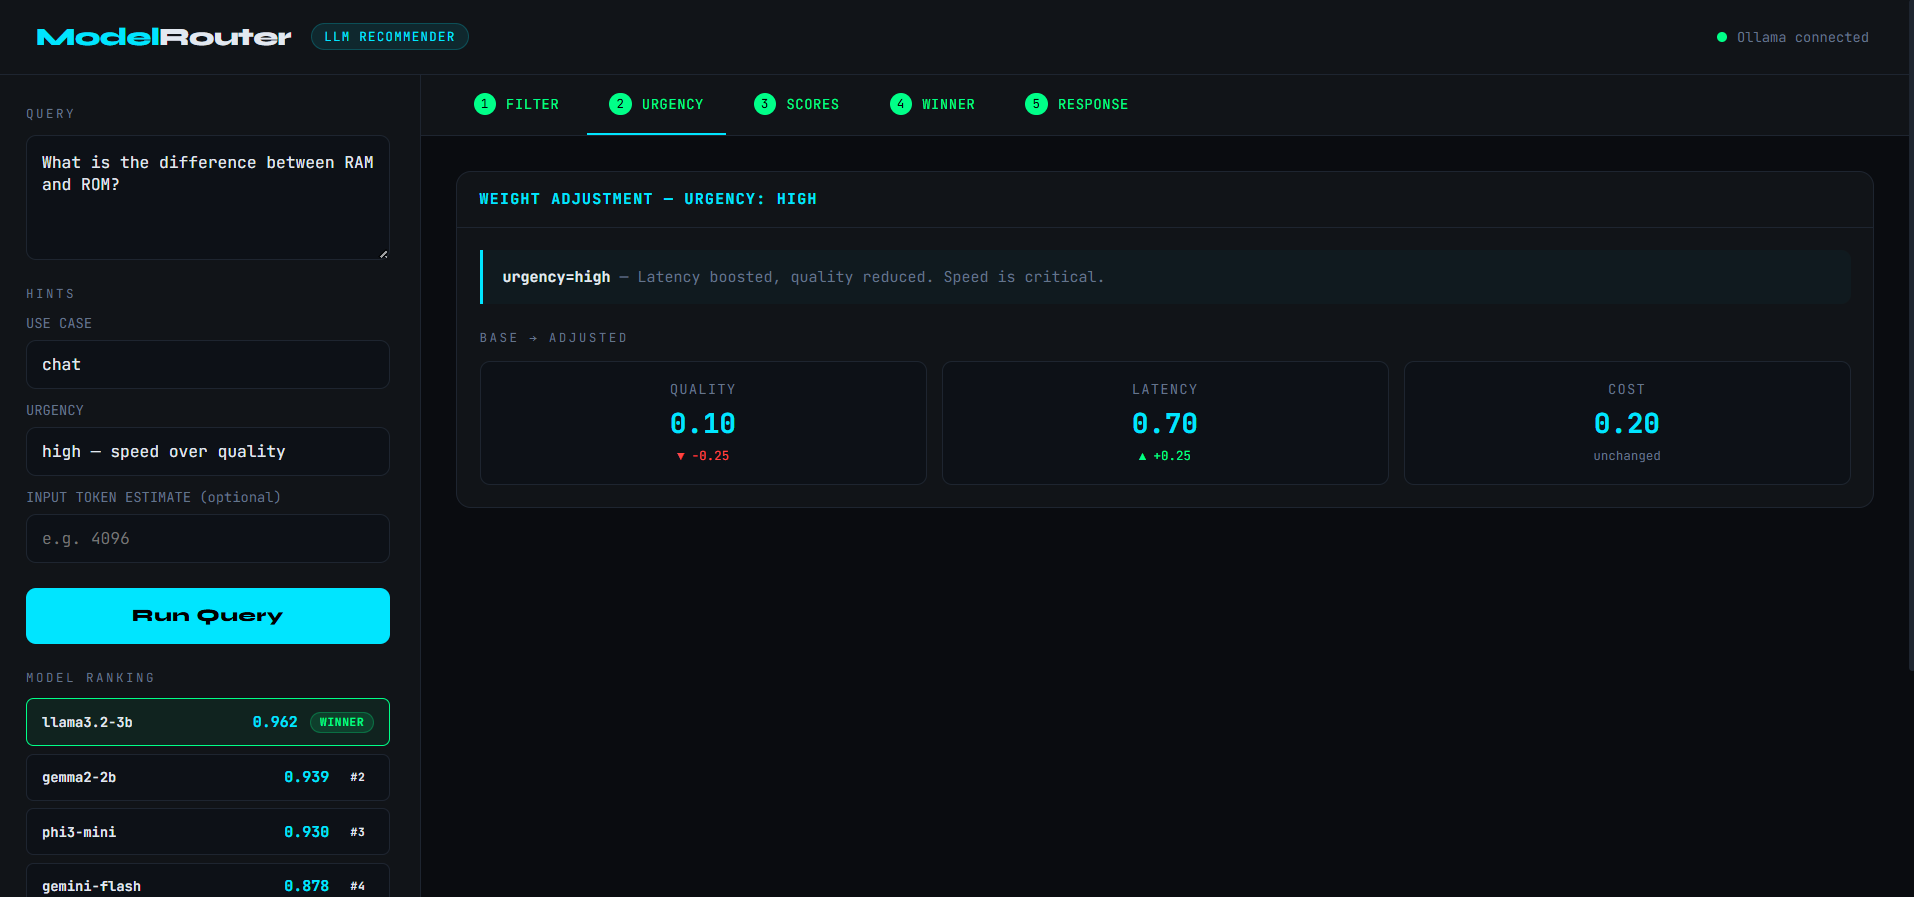 ModelRouter LLM RECOMMENDER
Ollama connected
QUERY
What is the difference between RAM
and ROM?
HINTS
USE CASE
chat
URGENCY
high — speed over quality
INPUT TOKEN ESTIMATE (optional)
e.g. 4096
Run Query
MODEL RANKING
llama3.2-3b 0.962 WINNER
gemma2-2b 0.939 #2
phi3-mini 0.930 #3
gemini-flash 0.878 #4
1 FILTER 2 URGENCY 3 SCORES 4 WINNER 5 RESPONSE
WEIGHT ADJUSTMENT — URGENCY: HIGH
urgency=high — Latency boosted, quality reduced. Speed is critical.
BASE → ADJUSTED
QUALITY
0.10
▼ -0.25
LATENCY
0.70
▲ +0.25
COST
0.20
unchanged